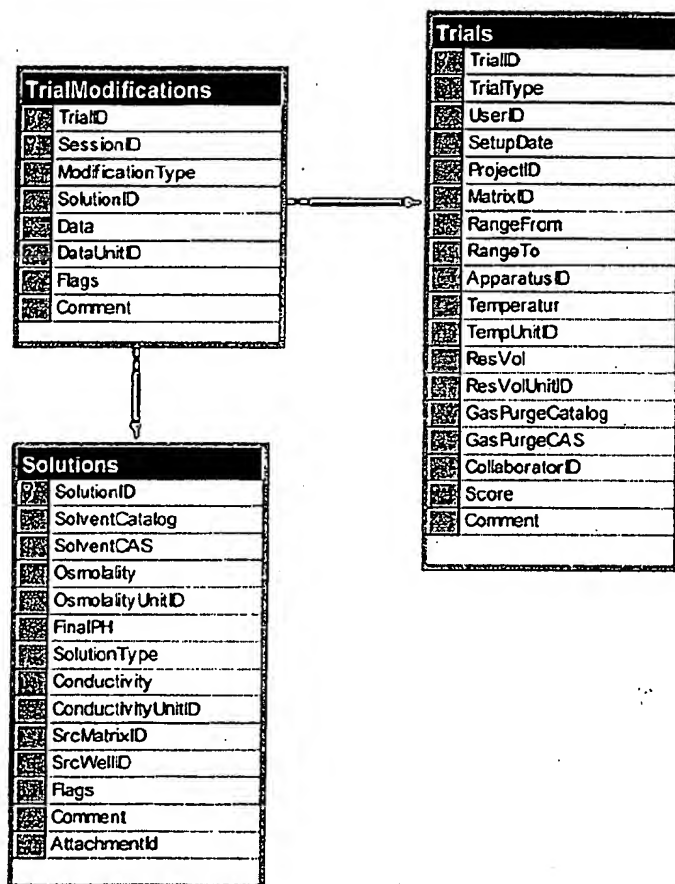 TrialModifications
TrialID
SessionID
ModificationType
SolutionID
Data
DataUnitID
Flags
Comment
Solutions
SolutionID
SolventCatalog
SolventCAS
Osmolality
OsmolalityUnitID
FinalPH
SolutionType
Conductivity
ConductivityUnitID
SrcMatrixID
SrcWellID
Flags
Comment
AttachmentId
Trials
TrialID
TrialType
UserID
SetupDate
ProjectID
MatrixID
RangeFrom
RangeTo
ApparatusID
Temperatur
TempUnitID
ResVol
ResVolUnitID
GasPurgeCatalog
GasPurgeCAS
CollaboratorID
Score
Comment